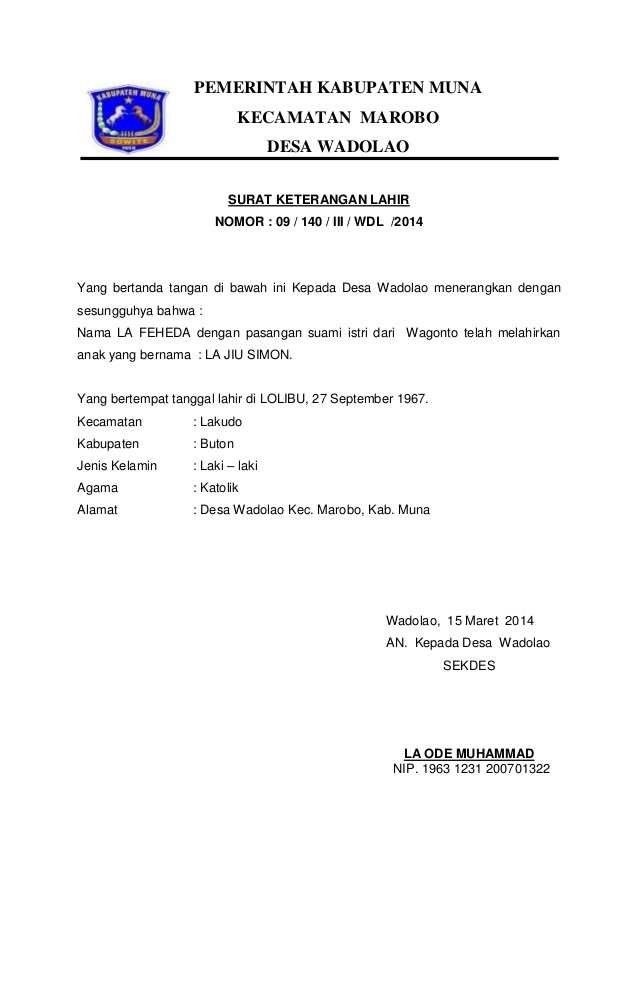 KABUPATEN MUNA
SOWITE
PEMERINTAH KABUPATEN MUNA
KECAMATAN MAROBO
DESA WADOLAO
SURAT KETERANGAN LAHIR
NOMOR : 09 / 140 / III / WDL /2014
Yang bertanda tangan di bawah ini Kepada Desa Wadolao menerangkan dengan
sesungguhya bahwa :
Nama LA FEHEDA dengan pasangan suami istri dari Wagonto telah melahirkan
anak yang bernama : LA JIU SIMON.
Yang bertempat tanggal lahir di LOLIBU, 27 September 1967.
Kecamatan : Lakudo
Kabupaten : Buton
Jenis Kelamin : Laki – laki
Agama : Katolik
Alamat : Desa Wadolao Kec. Marobo, Kab. Muna
Wadolao, 15 Maret 2014
AN. Kepada Desa Wadolao
SEKDES
LA ODE MUHAMMAD
NIP. 1963 1231 200701322